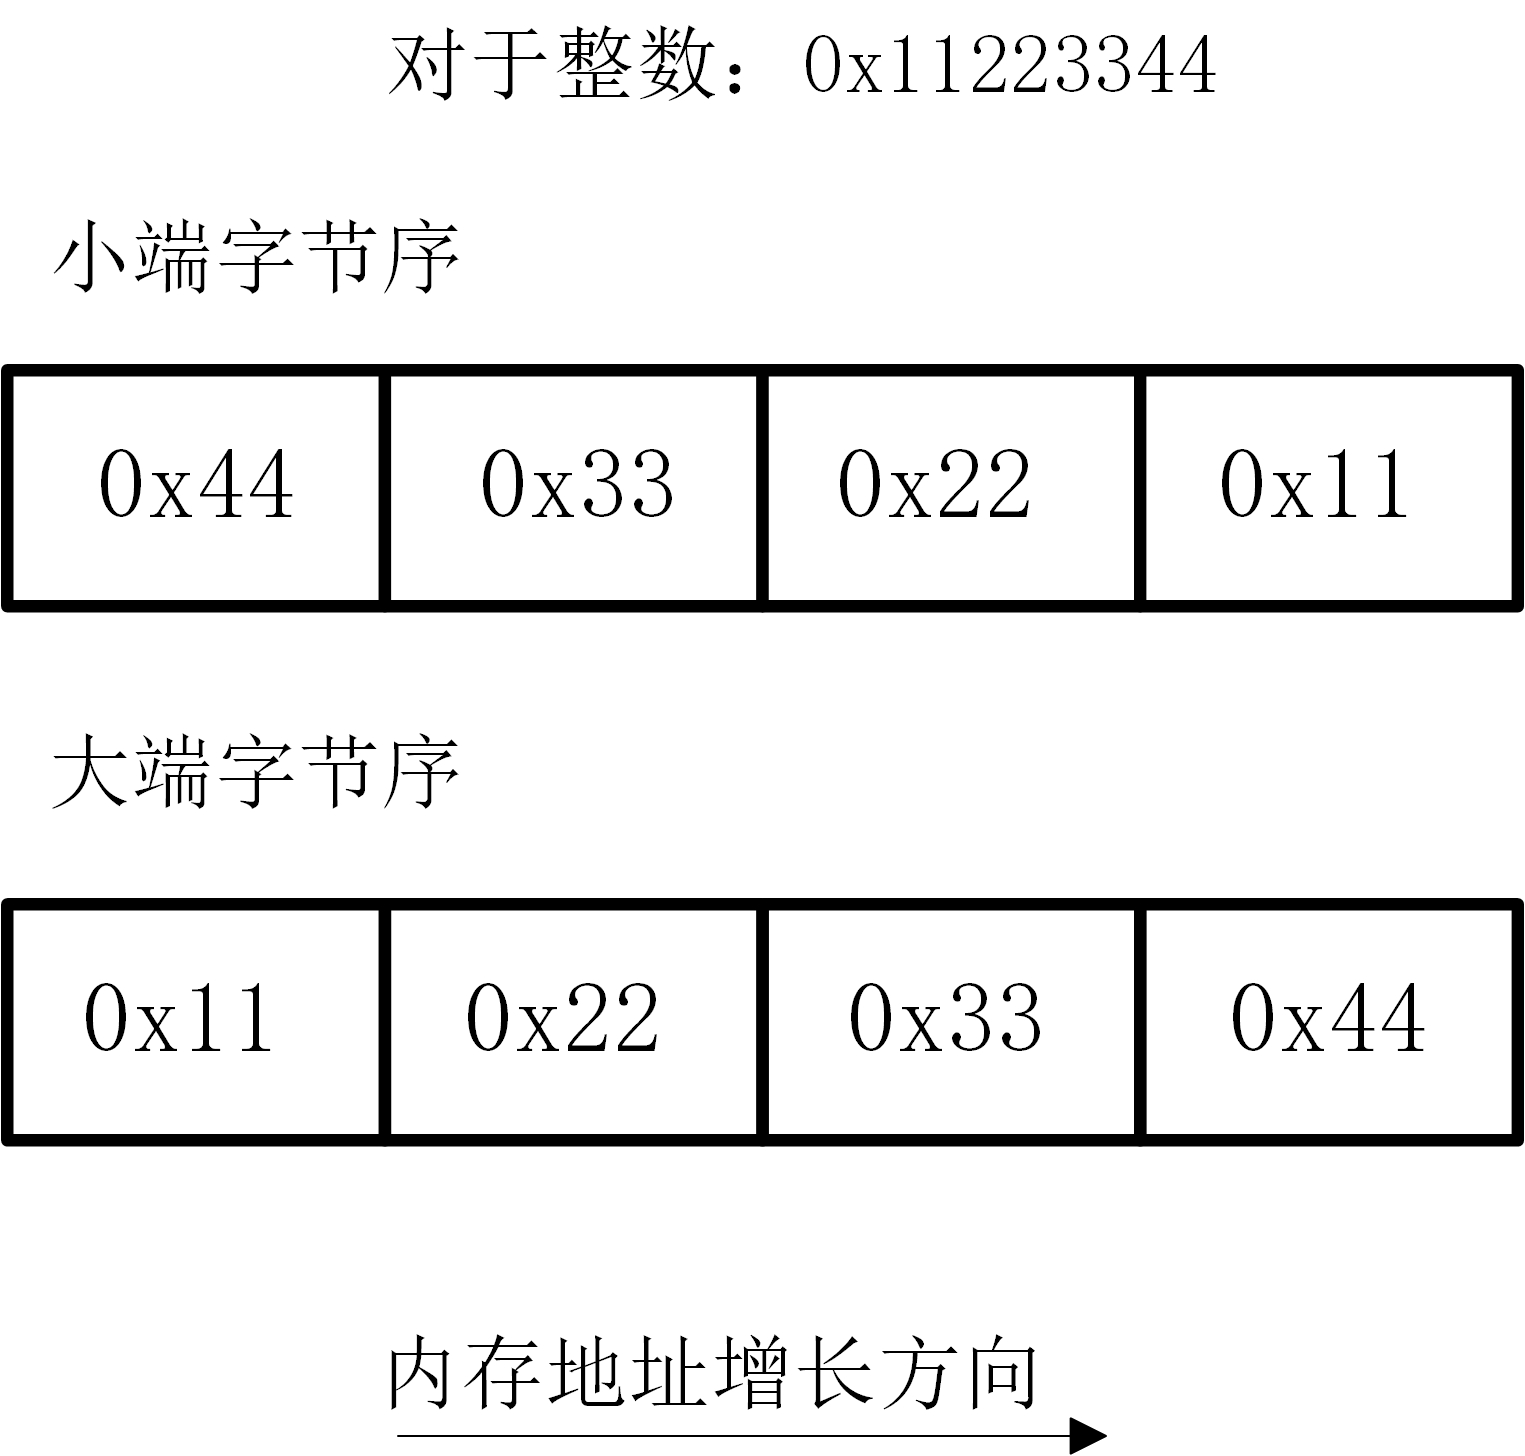 对于整数：0x11223344
小端字节序
0x44 0x33 0x22 0x11
大端字节序
0x11 0x22 0x33 0x44
内存地址增长方向